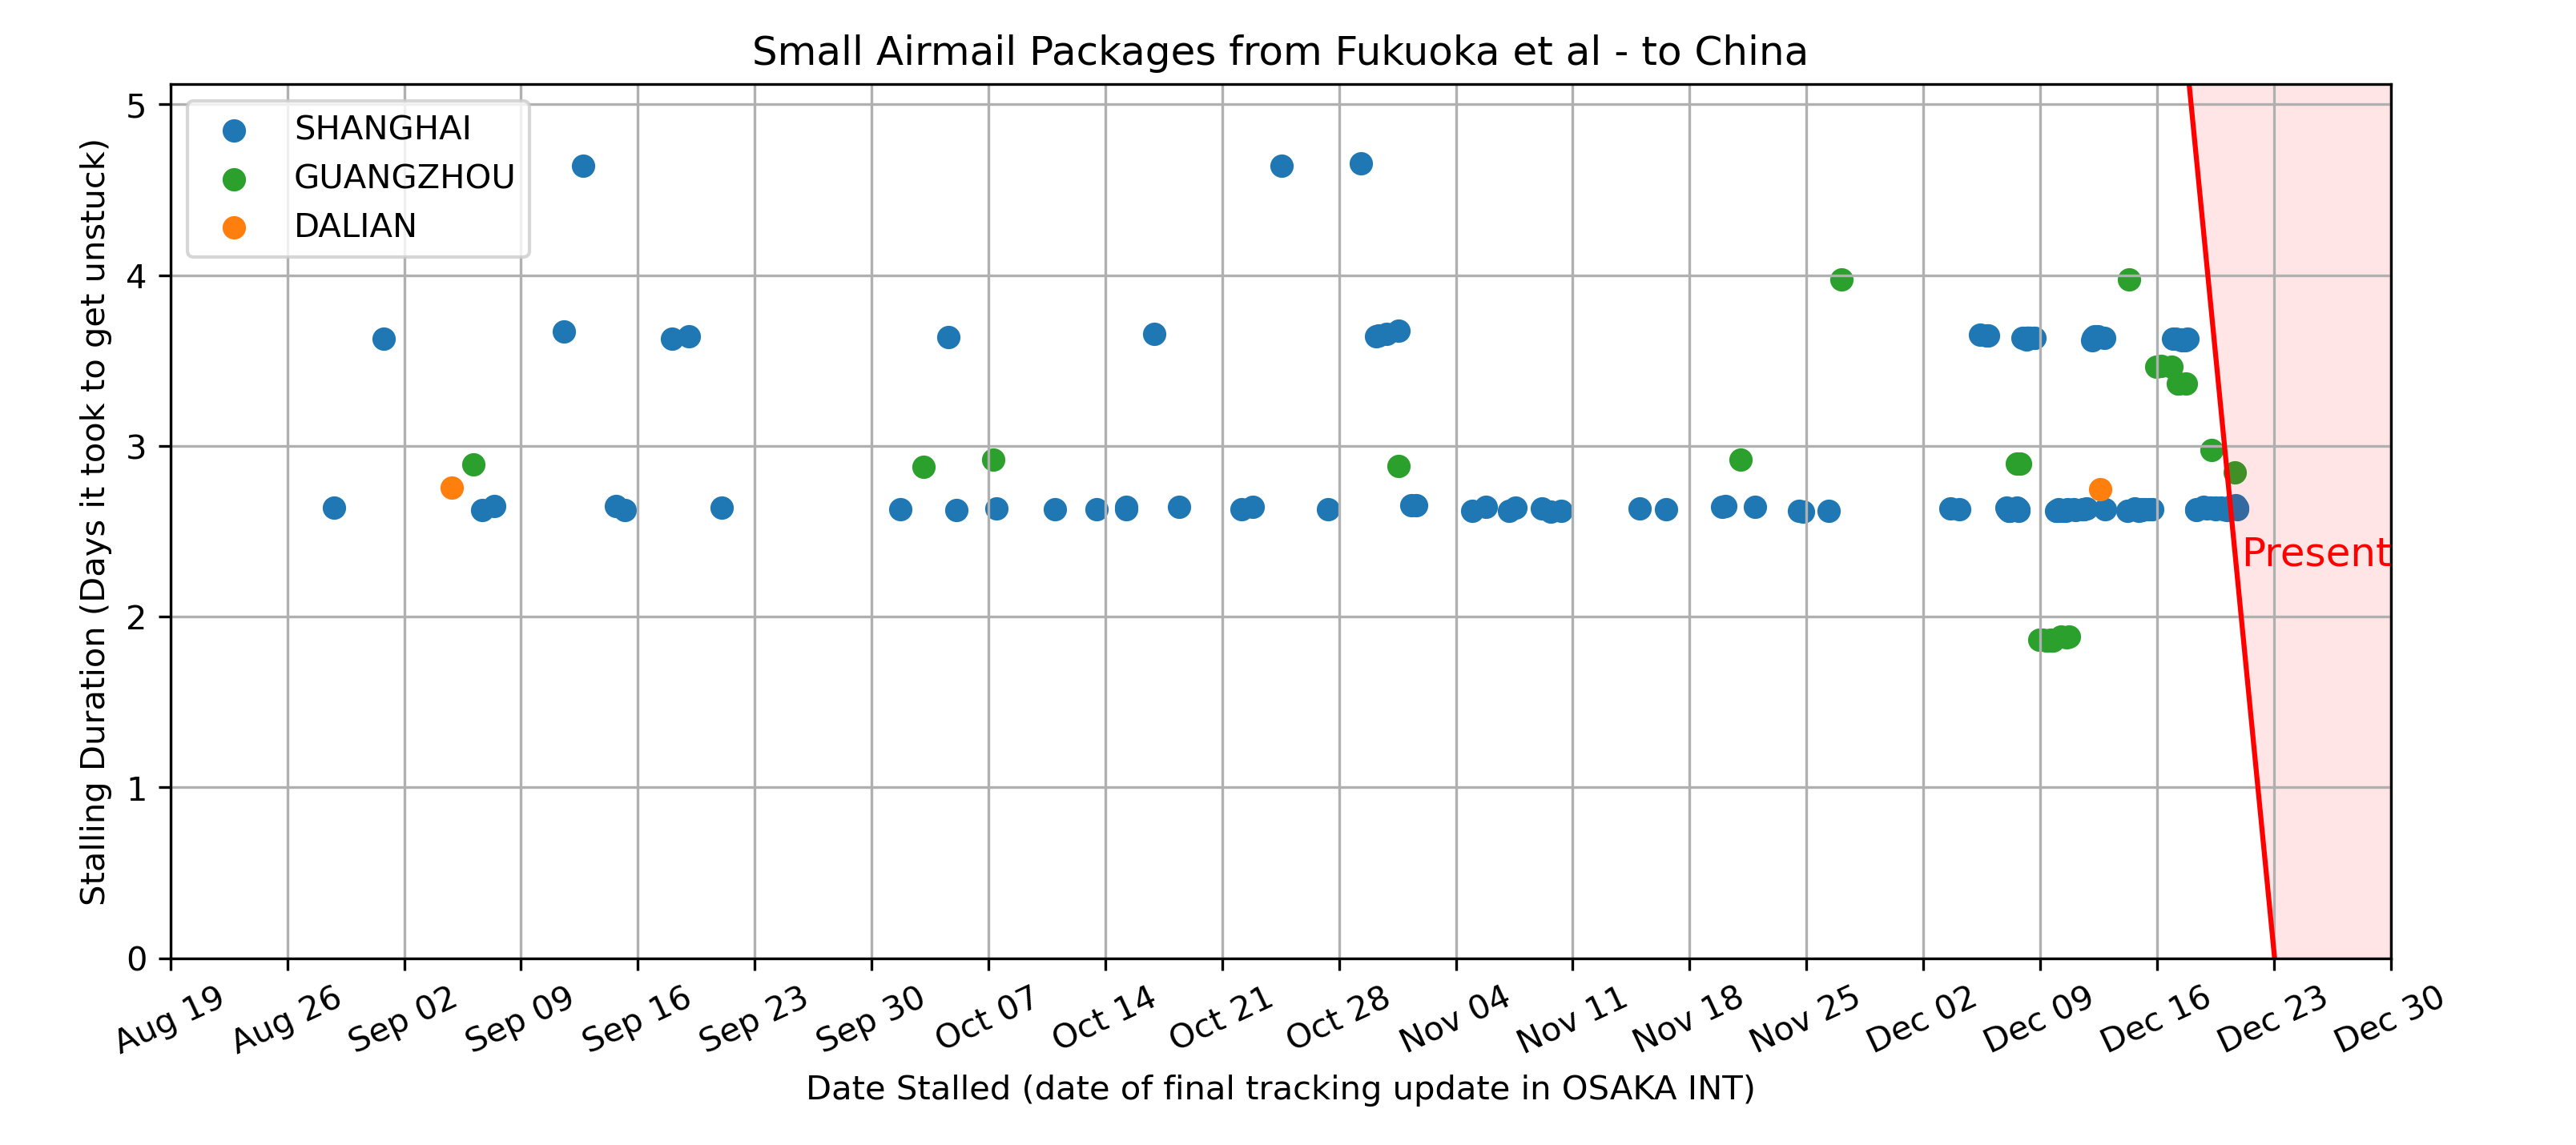 Small Airmail Packages from Fukuoka et al - to China
Stalling Duration (Days it took to get unstuck)
5
4
3
2
1
0
SHANGHAI
GUANGZHOU
DALIAN
Present
Aug 19
Aug 26
Sep 02
Sep 09
Sep 16
Sep 23
Sep 30
Oct 07
Oct 14
Oct 21
Oct 28
Nov 04
Nov 11
Nov 18
Nov 25
Dec 02
Dec 09
Dec 16
Dec 23
Dec 30
Date Stalled (date of final tracking update in OSAKA INT)